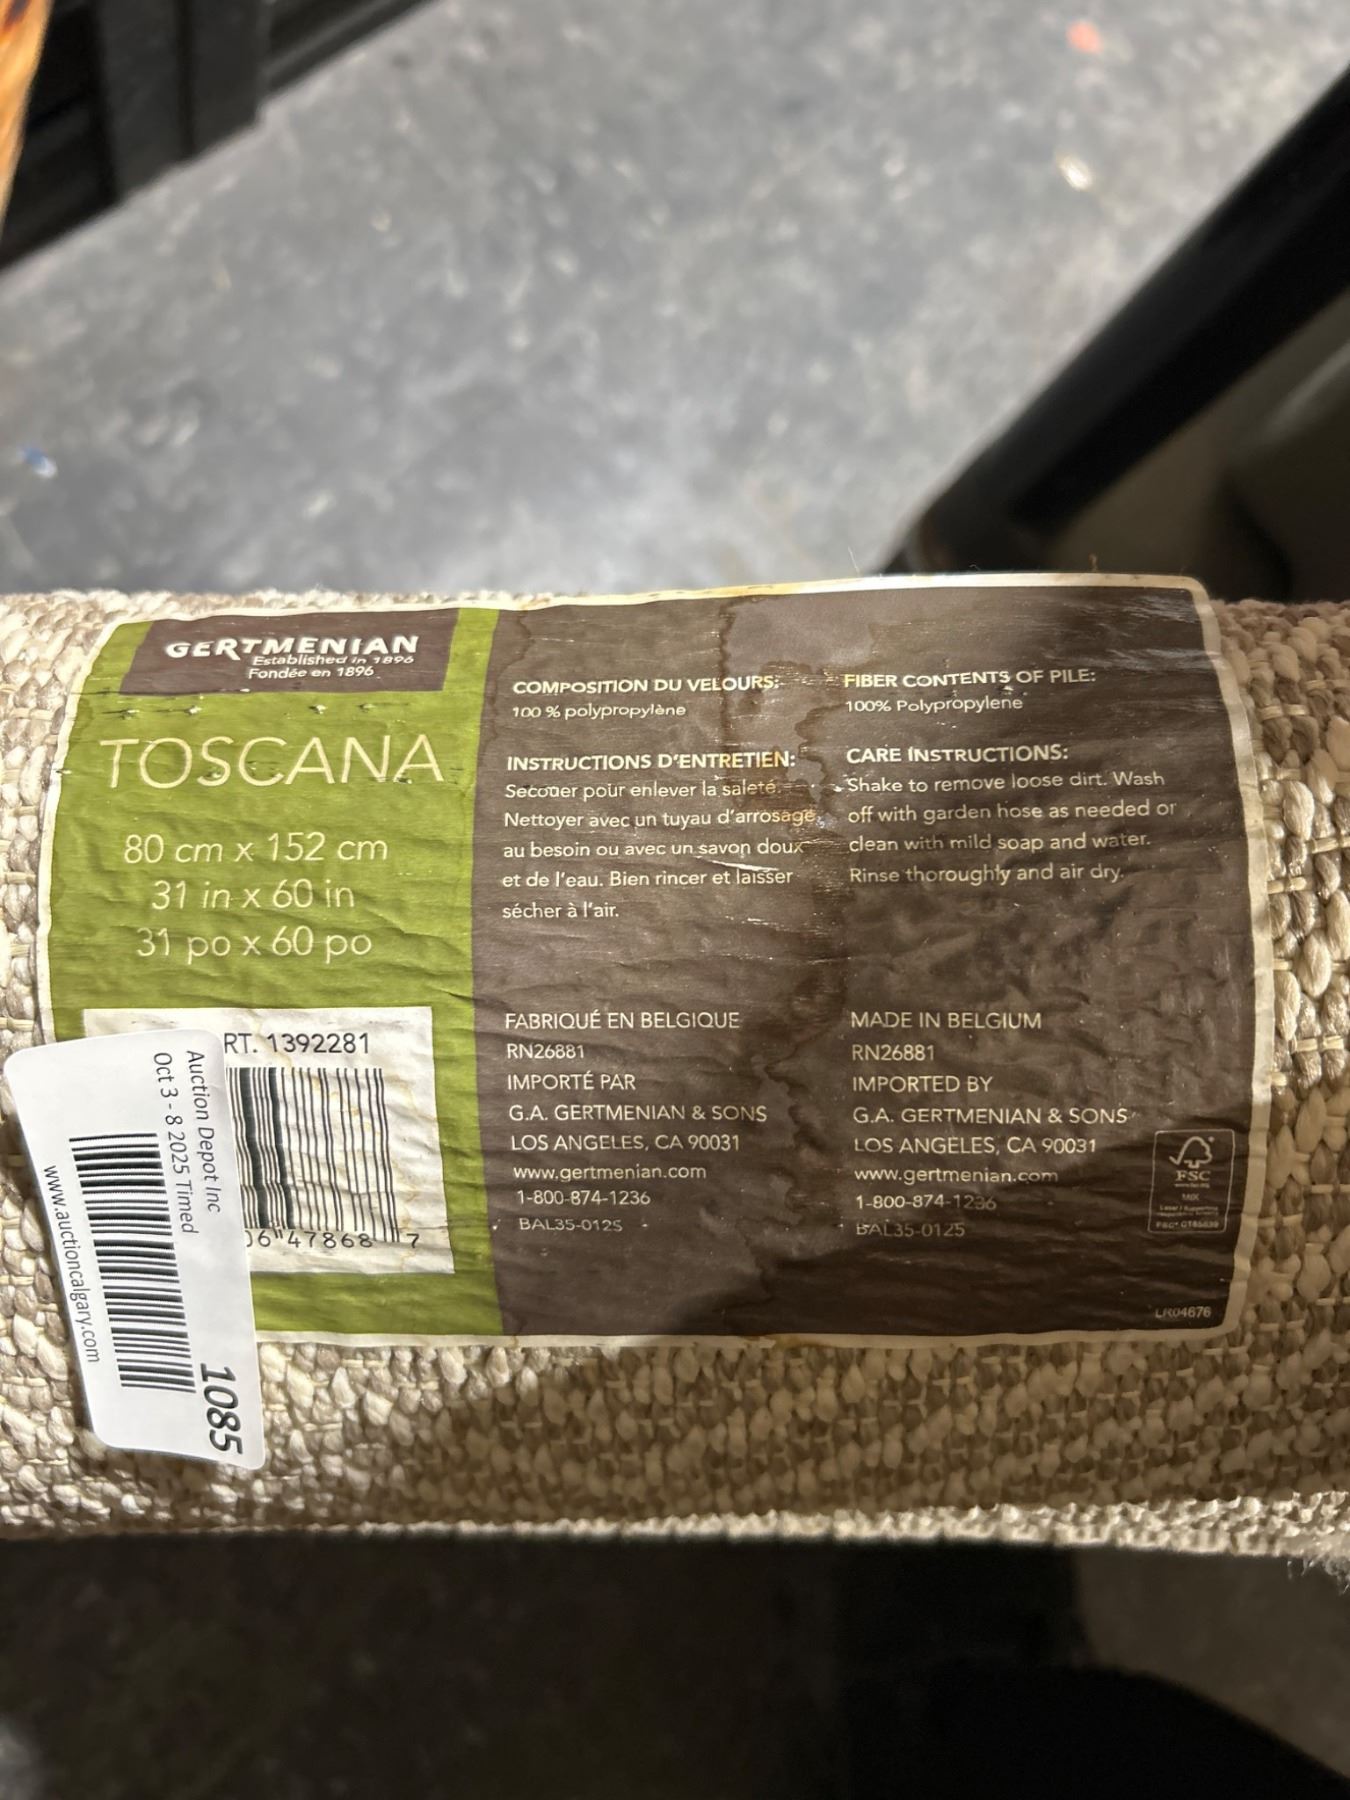 GERTMENIAN
Established in 1896
Fondée en 1896
TOSCANA
80 cm x 152 cm
31 in x 60 in
31 po x 60 po
RT. 1392281
06 47868 7
COMPOSITION DU VELOURS:
100 % polypropylène
INSTRUCTIONS D'ENTRETIEN:
Secouer pour enlever la saleté.
Nettoyer avec un tuyau d'arrosage
au besoin ou avec un savon doux
et de l'eau. Bien rincer et laisser
sécher à l'air.
FABRIQUÉ EN BELGIQUE
RN26881
IMPORTÉ PAR
G.A. GERTMENIAN & SONS
LOS ANGELES, CA 90031
www.gertmenian.com
1-800-874-1236
BAL35-0125
FIBER CONTENTS OF PILE:
100% Polypropylene
CARE INSTRUCTIONS:
Shake to remove loose dirt. Wash
off with garden hose as needed or
clean with mild soap and water.
Rinse thoroughly and air dry.
MADE IN BELGIUM
RN26881
IMPORTED BY
G.A. GERTMENIAN & SONS
LOS ANGELES, CA 90031
www.gertmenian.com
1-800-874-1236
BAL35-0125
FSC
MIX
LR04676
Auction Depot Inc
Oct 3 - 8 2025 Timed
1085
www.auctioncalgary.com